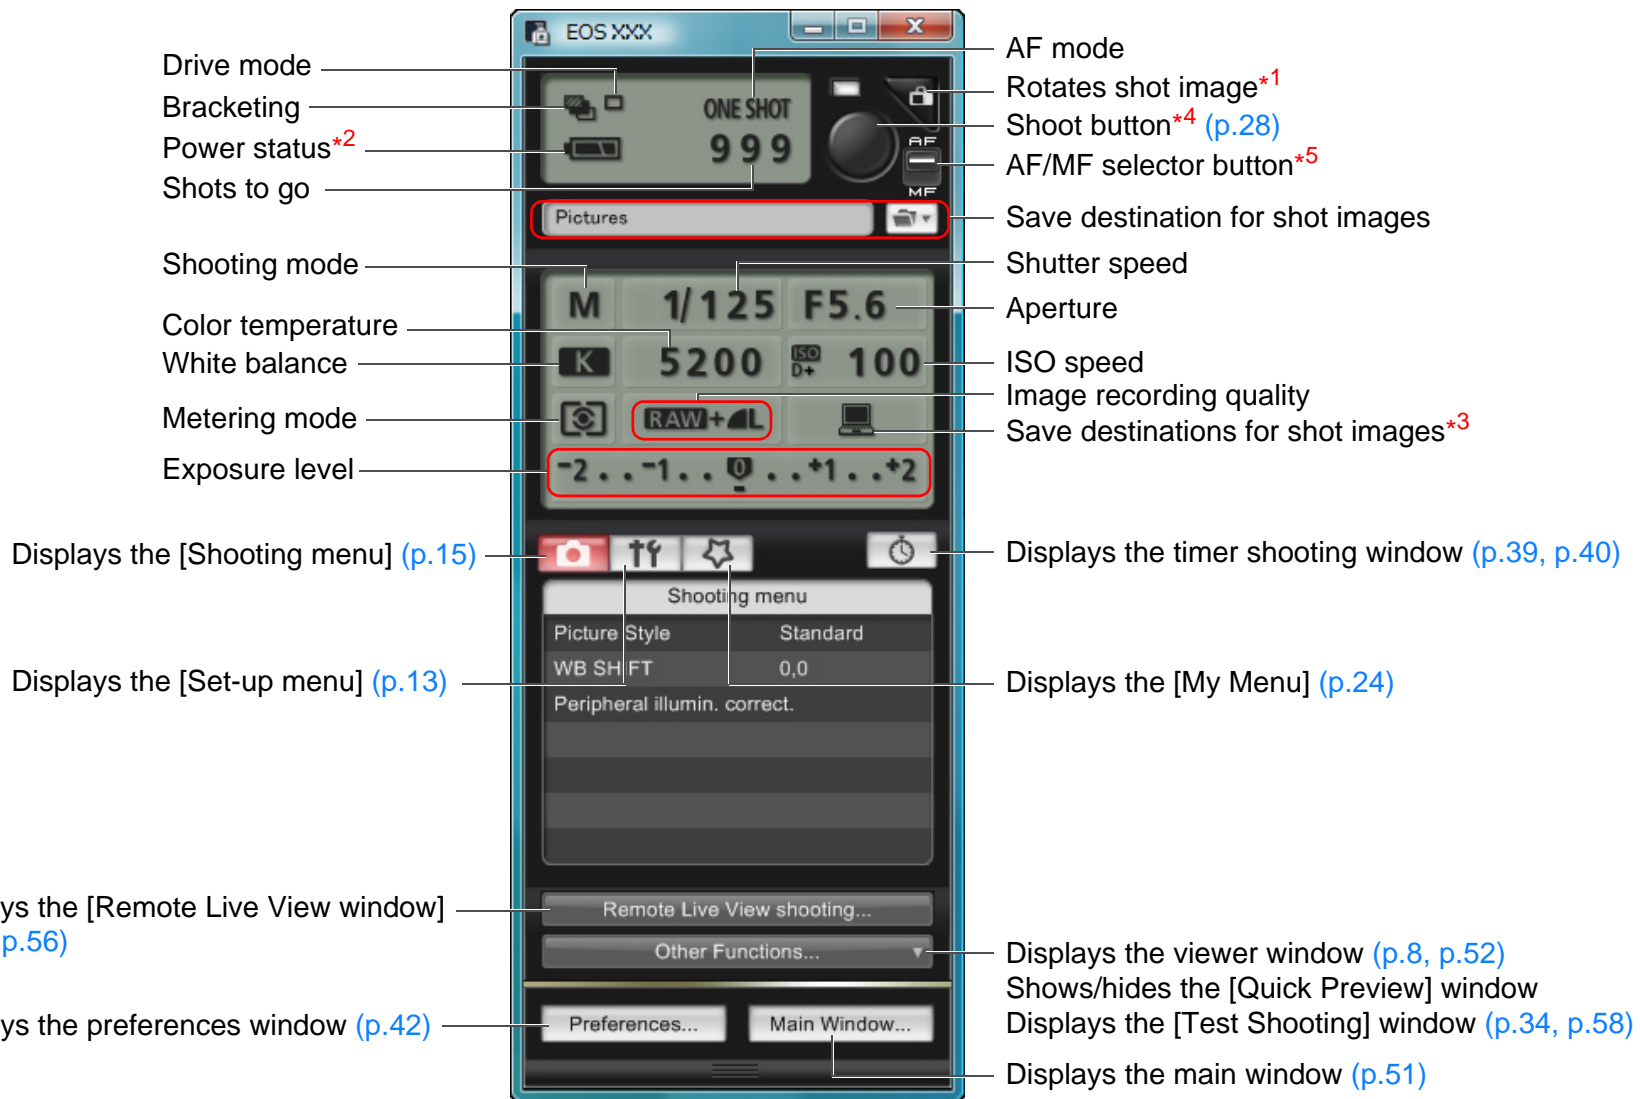 EOS XXX
Drive mode
Bracketing
Power status*2
Shots to go
ONE SHOT
999
AF
MF
AF mode
Rotates shot image*1
Shoot button*4 (p.28)
AF/MF selector button*5
Pictures
Save destination for shot images
Shooting mode
Color temperature
White balance
Metering mode
Exposure level
M 1/125 F5.6
K 5200 ISO D+ 100
RAW+L
-2..-1..0..+1..+2
Shutter speed
Aperture
ISO speed
Image recording quality
Save destinations for shot images*3
Displays the [Shooting menu] (p.15)
Displays the timer shooting window (p.39, p.40)
Shooting menu
Picture Style Standard
WB SHIFT 0,0
Peripheral illumin. correct.
Displays the [Set-up menu] (p.13)
Displays the [My Menu] (p.24)
ys the [Remote Live View window]
p.56)
Remote Live View shooting...
Other Functions...
Displays the viewer window (p.8, p.52)
Shows/hides the [Quick Preview] window
Displays the [Test Shooting] window (p.34, p.58)
ys the preferences window (p.42)
Preferences... Main Window...
Displays the main window (p.51)